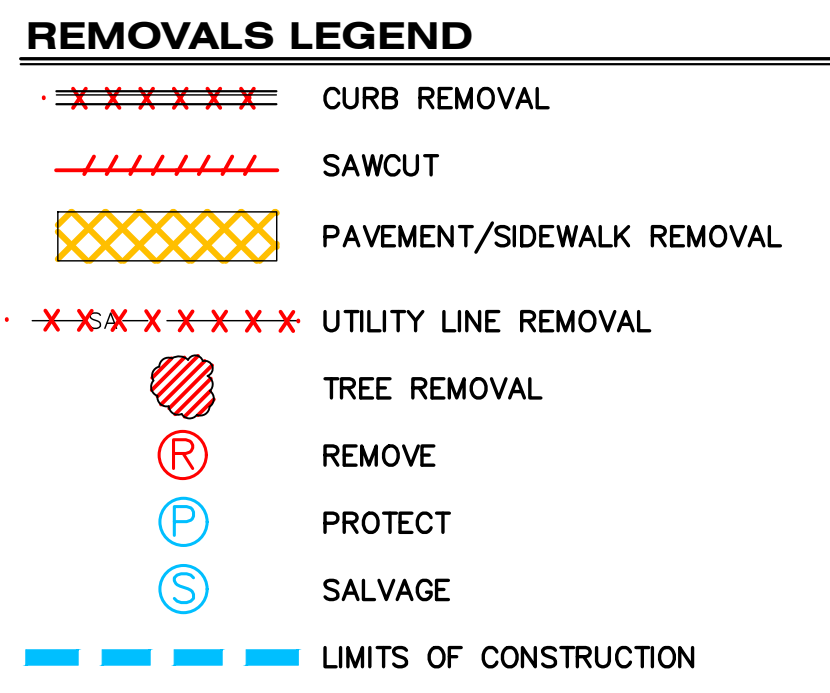 REMOVALS LEGEND
CURB REMOVAL
SAWCUT
PAVEMENT/SIDEWALK REMOVAL
SA UTILITY LINE REMOVAL
TREE REMOVAL
R REMOVE
P PROTECT
S SALVAGE
LIMITS OF CONSTRUCTION